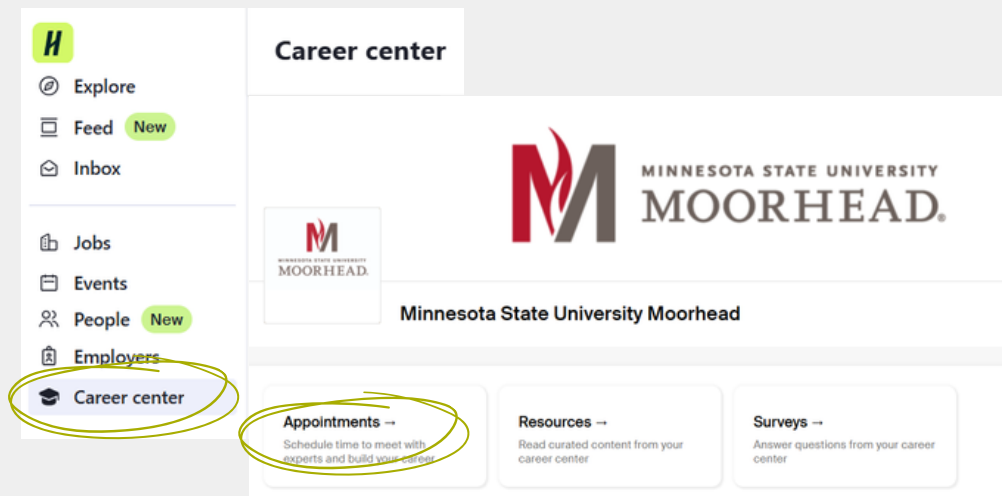 H
Explore
Feed New
Inbox
Jobs
Events
People New
Employers
Career center
Career center
MINNESOTA STATE UNIVERSITY
MOORHEAD®
MINNESOTA STATE UNIVERSITY
MOORHEAD.
Minnesota State University Moorhead
Appointments →
Schedule time to meet with
experts and build your career
Resources →
Read curated content from your
career center
Surveys →
Answer questions from your career
center